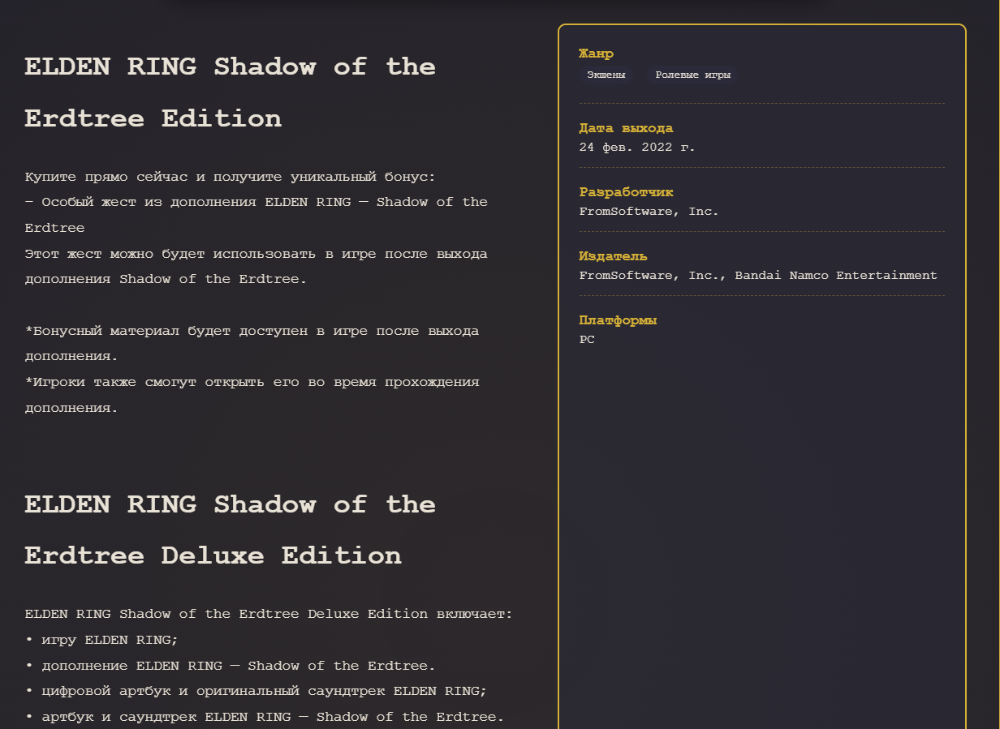 ELDEN RING Shadow of the
Erdtree Edition
Купите прямо сейчас и получите уникальный бонус:
– Особый жест из дополнения ELDEN RING — Shadow of the
Erdtree
Этот жест можно будет использовать в игре после выхода
дополнения Shadow of the Erdtree.
*Бонусный материал будет доступен в игре после выхода
дополнения.
*Игроки также смогут открыть его во время прохождения
дополнения.
ELDEN RING Shadow of the
Erdtree Deluxe Edition
ELDEN RING Shadow of the Erdtree Deluxe Edition включает:
• игру ELDEN RING;
• дополнение ELDEN RING — Shadow of the Erdtree.
• цифровой артбук и оригинальный саундтрек ELDEN RING;
• артбук и саундтрек ELDEN RING — Shadow of the Erdtree.
Жанр
Экшены Ролевые игры
Дата выхода
24 фев. 2022 г.
Разработчик
FromSoftware, Inc.
Издатель
FromSoftware, Inc., Bandai Namco Entertainment
Платформы
PC